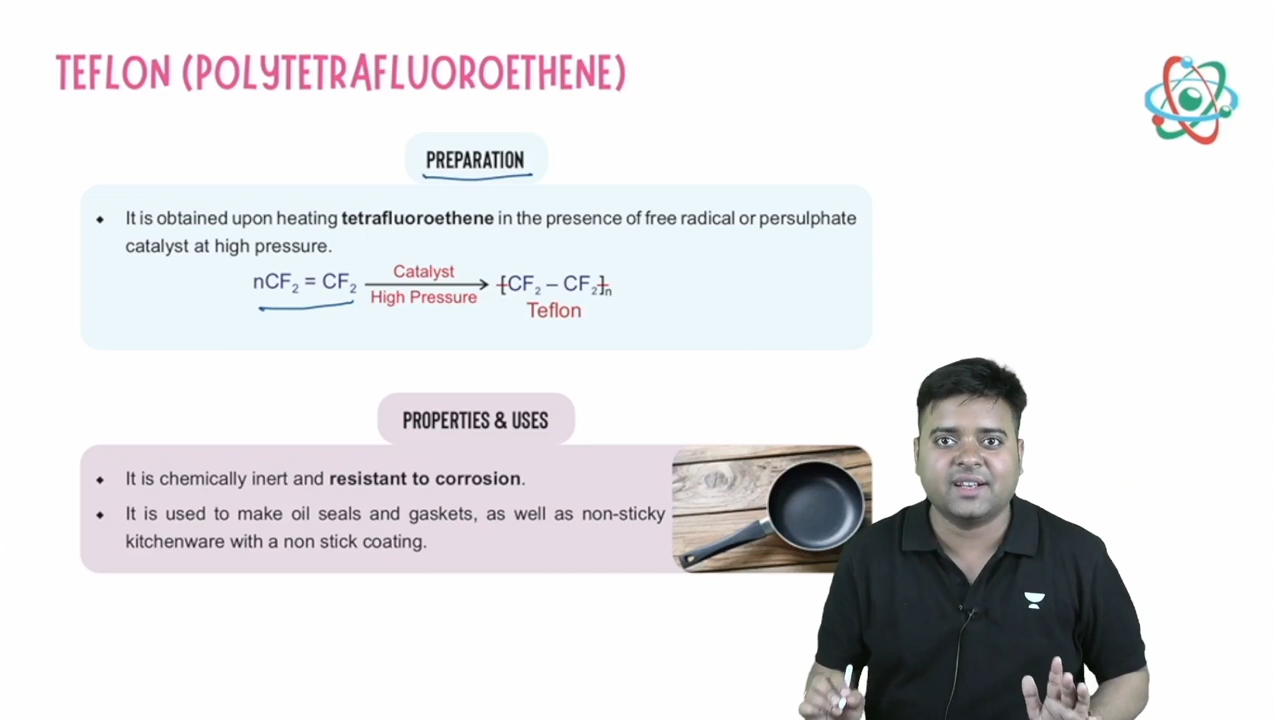 TEFLON (POLYTETRAFLUOROETHENE)
PREPARATION
It is obtained upon heating tetrafluoroethene in the presence of free radical or persulphate
catalyst at high pressure.
nCF₂ = CF₂ Catalyst High Pressure → [CF₂ – CF₂]ₙ
Teflon
PROPERTIES & USES
It is chemically inert and resistant to corrosion.
It is used to make oil seals and gaskets, as well as non-sticky
kitchenware with a non stick coating.